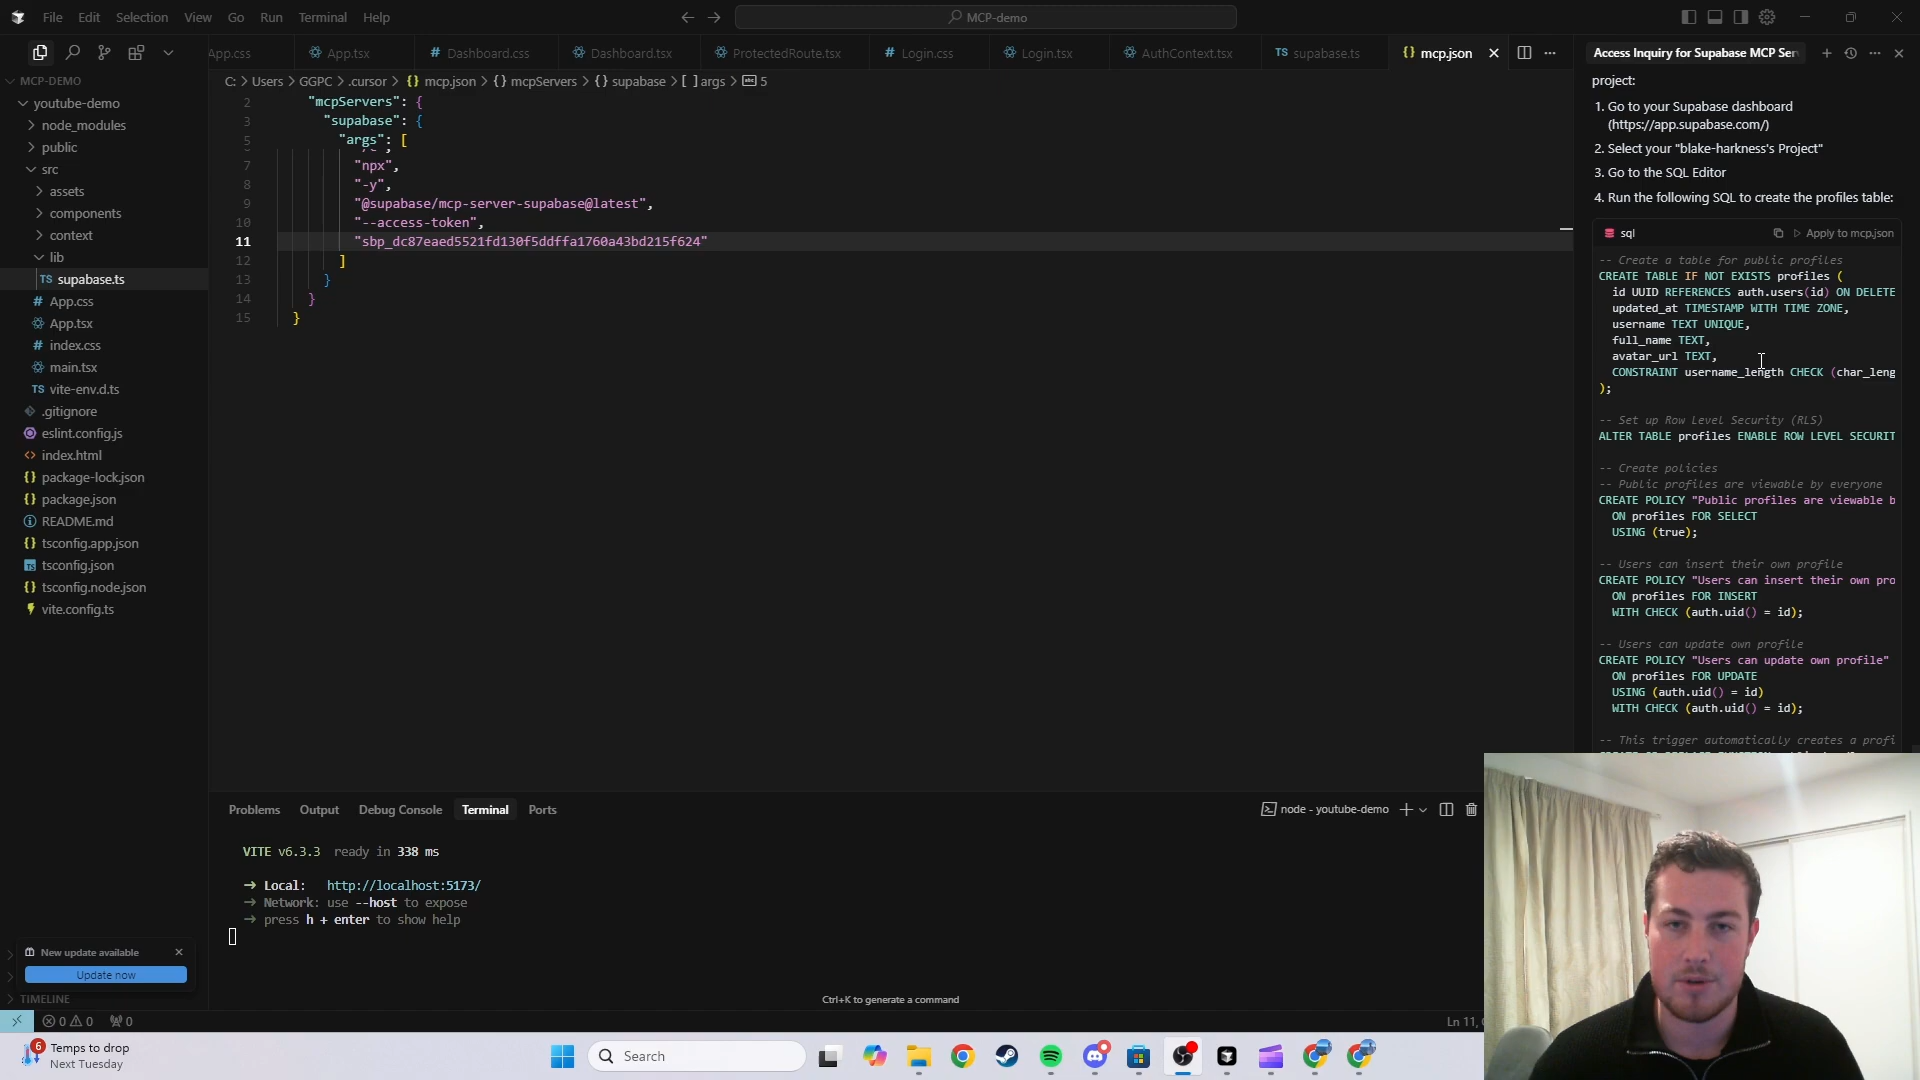 File Edit Selection View Go Run Terminal Help
MCP-demo
MCP-DEMO
youtube-demo
node_modules
public
src
assets
components
context
lib
TS supabase.ts
# App.css
App.tsx
# index.css
main.tsx
TS vite-env.d.ts
.gitignore
eslint.config.js
<> index.html
{} package-lock.json
{} package.json
README.md
{} tsconfig.app.json
tsconfig.json
{} tsconfig.node.json
vite.config.ts
New update available
Update now
TIMELINE
App.css App.tsx # Dashboard.css Dashboard.tsx ProtectedRoute.tsx # Login.css Login.tsx AuthContext.tsx TS supabase.ts {} mcp.json
C: > Users > GGPC > .cursor > {} mcp.json > {} mcpServers > {} supabase > [ ] args > abc 5
2 "mcpServers": {
3 "supabase": {
5 "args": [
7 "npx",
8 "-y",
9 "@supabase/mcp-server-supabase@latest",
10 "--access-token",
11 "sbp_dc87eaed5521fd130f5ddffa1760a43bd215f624"
12 ]
13 }
14 }
15 }
Problems Output Debug Console Terminal Ports
node - youtube-demo
VITE v6.3.3 ready in 338 ms
→ Local: http://localhost:5173/
→ Network: use --host to expose
→ press h + enter to show help
Ctrl+K to generate a command
Access Inquiry for Supabase MCP Ser
project:
1. Go to your Supabase dashboard
(https://app.supabase.com/)
2. Select your "blake-harkness's Project"
3. Go to the SQL Editor
4. Run the following SQL to create the profiles table:
sql Apply to mcp.json
-- Create a table for public profiles
CREATE TABLE IF NOT EXISTS profiles (
id UUID REFERENCES auth.users(id) ON DELETE
updated_at TIMESTAMP WITH TIME ZONE,
username TEXT UNIQUE,
full_name TEXT,
avatar_url TEXT,
CONSTRAINT username_length CHECK (char_leng
);
-- Set up Row Level Security (RLS)
ALTER TABLE profiles ENABLE ROW LEVEL SECURIT
-- Create policies
-- Public profiles are viewable by everyone
CREATE POLICY "Public profiles are viewable b
ON profiles FOR SELECT
USING (true);
-- Users can insert their own profile
CREATE POLICY "Users can insert their own pro
ON profiles FOR INSERT
WITH CHECK (auth.uid() = id);
-- Users can update own profile
CREATE POLICY "Users can update own profile"
ON profiles FOR UPDATE
USING (auth.uid() = id)
WITH CHECK (auth.uid() = id);
-- This trigger automatically creates a profi
0 0 0
Ln 11,
6
Temps to drop
Next Tuesday
Search